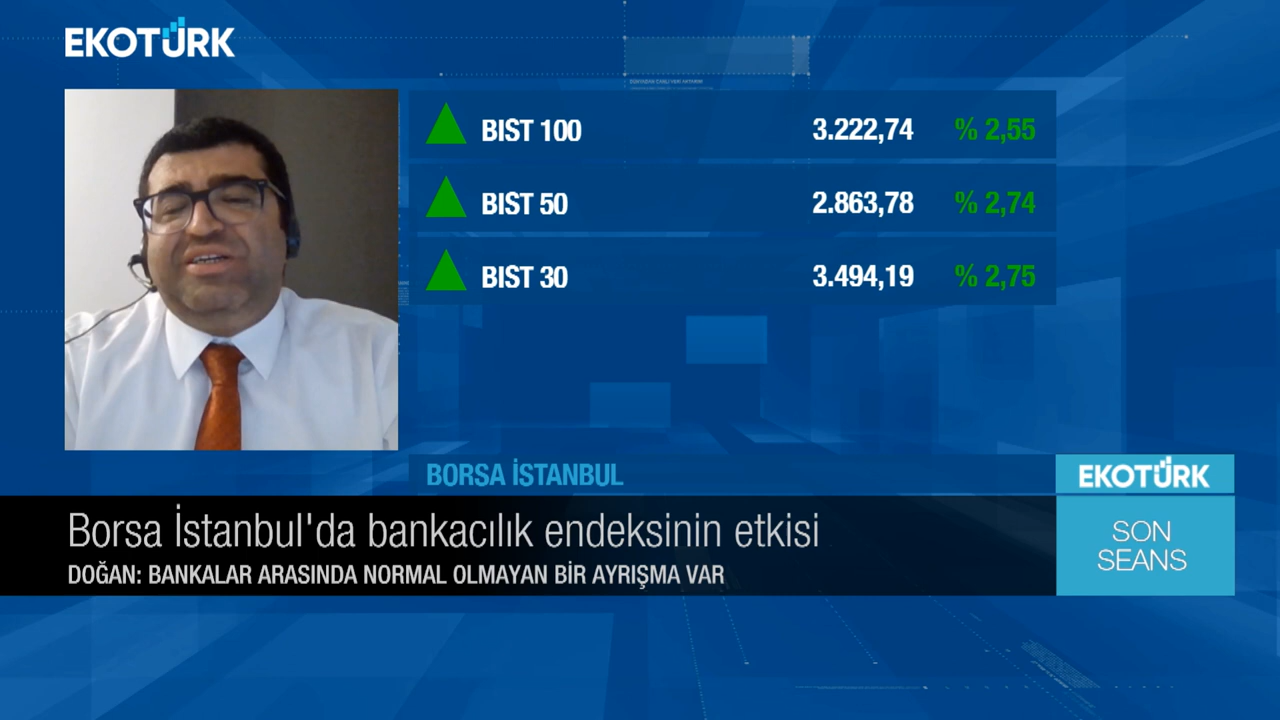 EKOTÜRK
BIST 100 3.222,74 % 2,55
BIST 50 2.863,78 % 2,74
BIST 30 3.494,19 % 2,75
BORSA İSTANBUL
EKOTÜRK
Borsa İstanbul'da bankacılık endeksinin etkisi
DOĞAN: BANKALAR ARASINDA NORMAL OLMAYAN BİR AYRIŞMA VAR
SON
SEANS